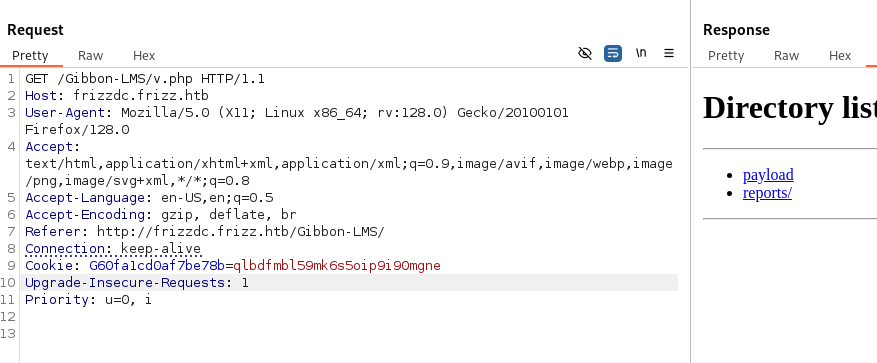 Request
Pretty Raw Hex
\n
1 GET /Gibbon-LMS/v.php HTTP/1.1
2 Host: frizzdc.frizz.htb
3 User-Agent: Mozilla/5.0 (X11; Linux x86_64; rv:128.0) Gecko/20100101
Firefox/128.0
4 Accept:
text/html,application/xhtml+xml,application/xml;q=0.9,image/avif,image/webp,image
/png,image/svg+xml,*/*;q=0.8
5 Accept-Language: en-US,en;q=0.5
6 Accept-Encoding: gzip, deflate, br
7 Referer: http://frizzdc.frizz.htb/Gibbon-LMS/
8 Connection: keep-alive
9 Cookie: G60fa1cd0af7be78b=qlbdfmbl59mk6s5oip9i90mgne
10 Upgrade-Insecure-Requests: 1
11 Priority: u=0, i
12
13
Response
Pretty Raw Hex
Directory list
payload
reports/